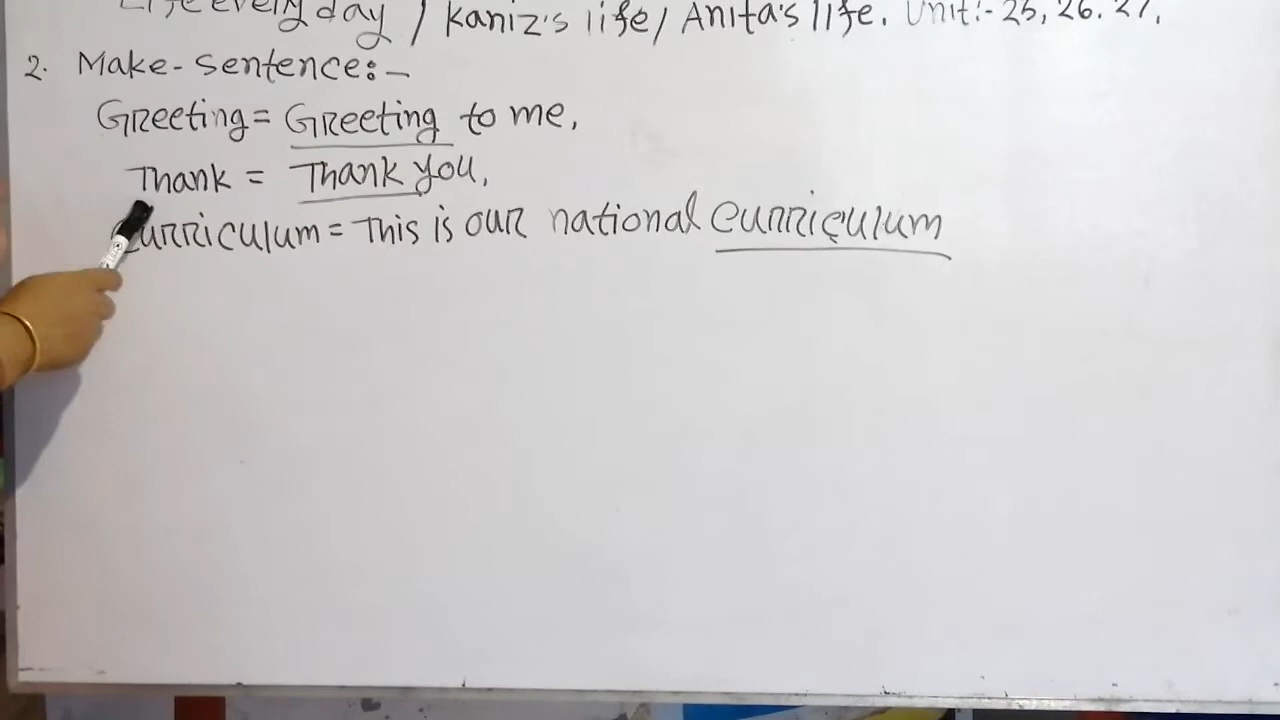 Life every day / Kaniz's life/ Anita's life. Unit:- 25, 26. 27.
2. Make-sentence:-
Greeting = Greeting to me.
Thank = Thank you.
Curriculum = This is our national curriculum